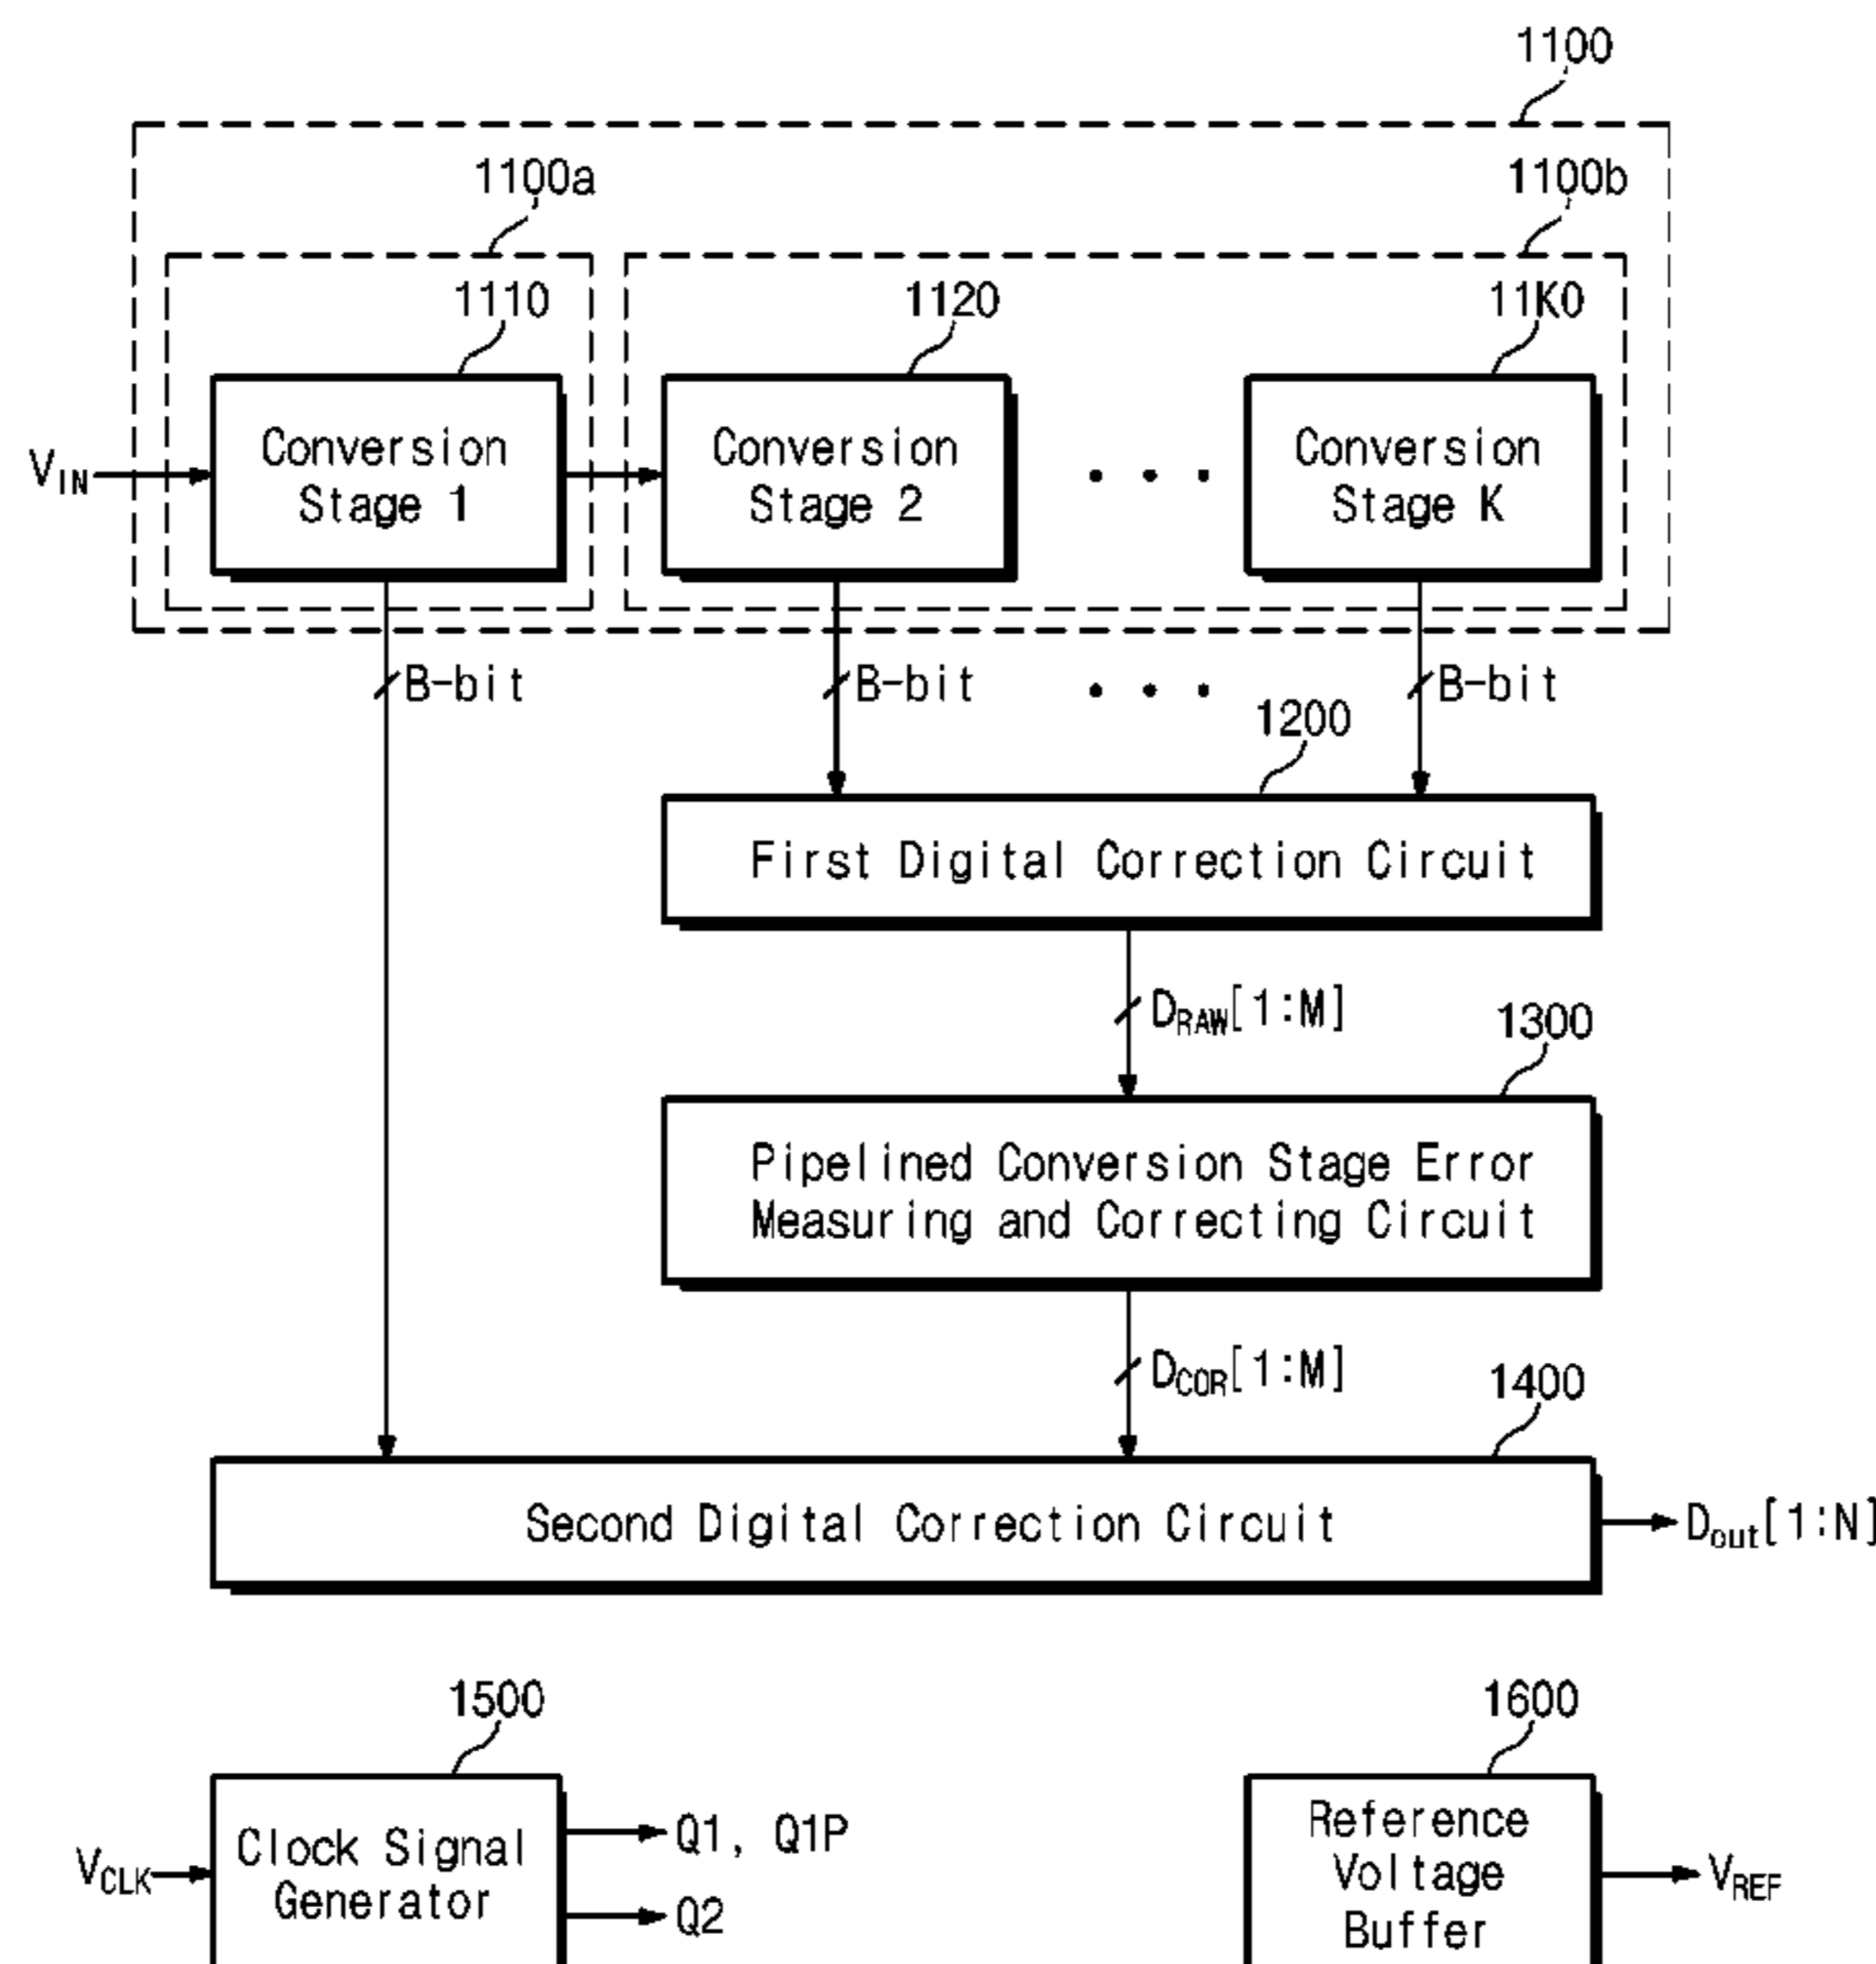 1100
1100a
1100b
1110
1120
11K0
V_IN
Conversion
Stage 1
Conversion
Stage 2
• • •
Conversion
Stage K
B-bit
B-bit
• • •
B-bit
1200
First Digital Correction Circuit
D_RAW[1:M]
1300
Pipelined Conversion Stage Error
Measuring and Correcting Circuit
D_COR[1:M]
1400
Second Digital Correction Circuit
D_out[1:N]
1500
1600
V_CLK
Clock Signal
Generator
Q1, Q1P
Q2
Reference
Voltage
Buffer
V_REF